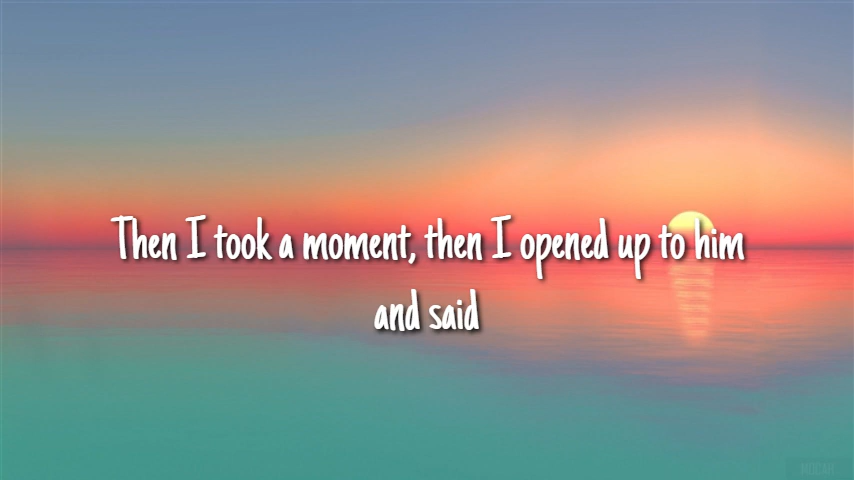 Then I took a moment, then I opened up to him
and said